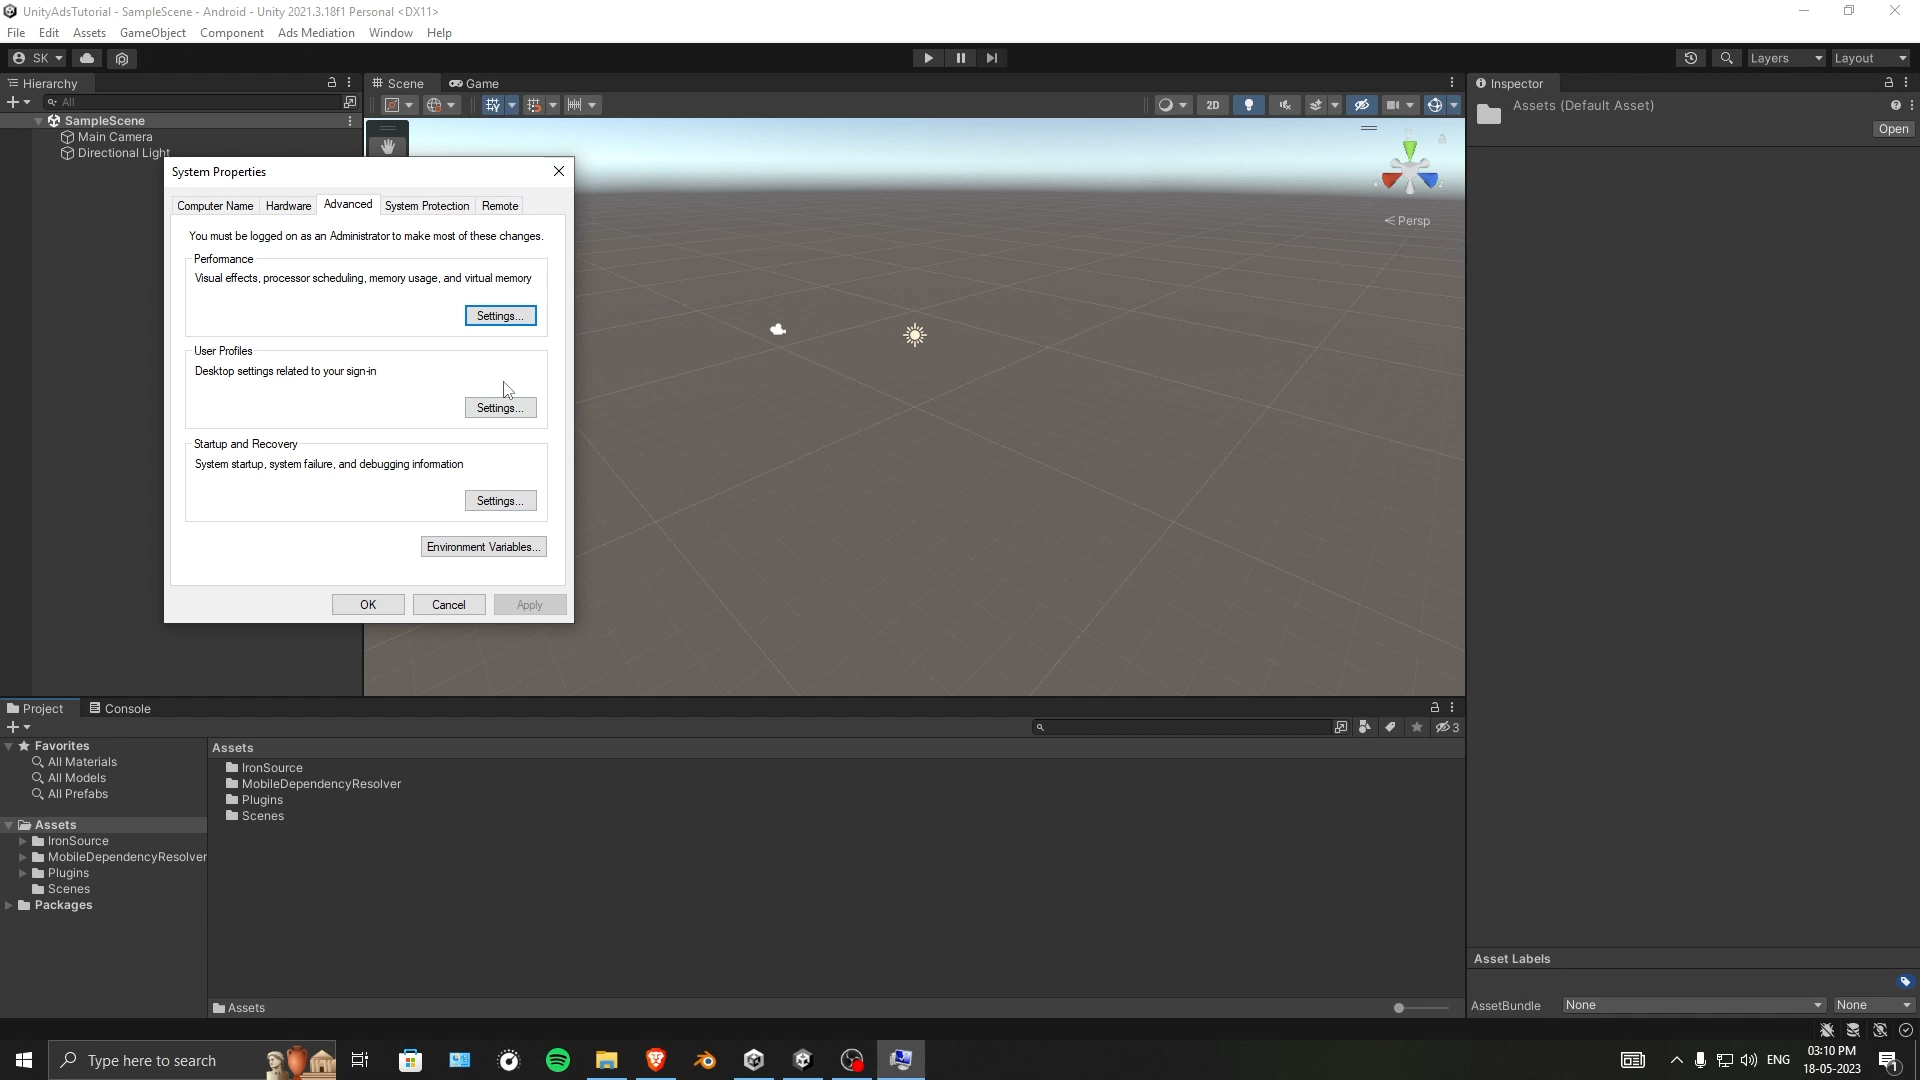 UnityAdsTutorial - SampleScene - Android - Unity 2021.3.18f1 Personal <DX11>
File Edit Assets GameObject Component Ads Mediation Window Help
SK
Layers
Layout
Hierarchy
Scene
Game
Inspector
All
2D
Assets (Default Asset)
Open
SampleScene
Main Camera
Directional Light
Persp
System Properties
Computer Name
Hardware
Advanced
System Protection
Remote
You must be logged on as an Administrator to make most of these changes.
Performance
Visual effects, processor scheduling, memory usage, and virtual memory
Settings...
User Profiles
Desktop settings related to your sign-in
Settings...
Startup and Recovery
System startup, system failure, and debugging information
Settings...
Environment Variables...
OK
Cancel
Apply
Project
Console
3
Favorites
All Materials
All Models
All Prefabs
Assets
IronSource
MobileDependencyResolver
Plugins
Scenes
Packages
Assets
IronSource
MobileDependencyResolver
Plugins
Scenes
Assets
Asset Labels
AssetBundle
None
None
Type here to search
ENG
03:10 PM
18-05-2023
1